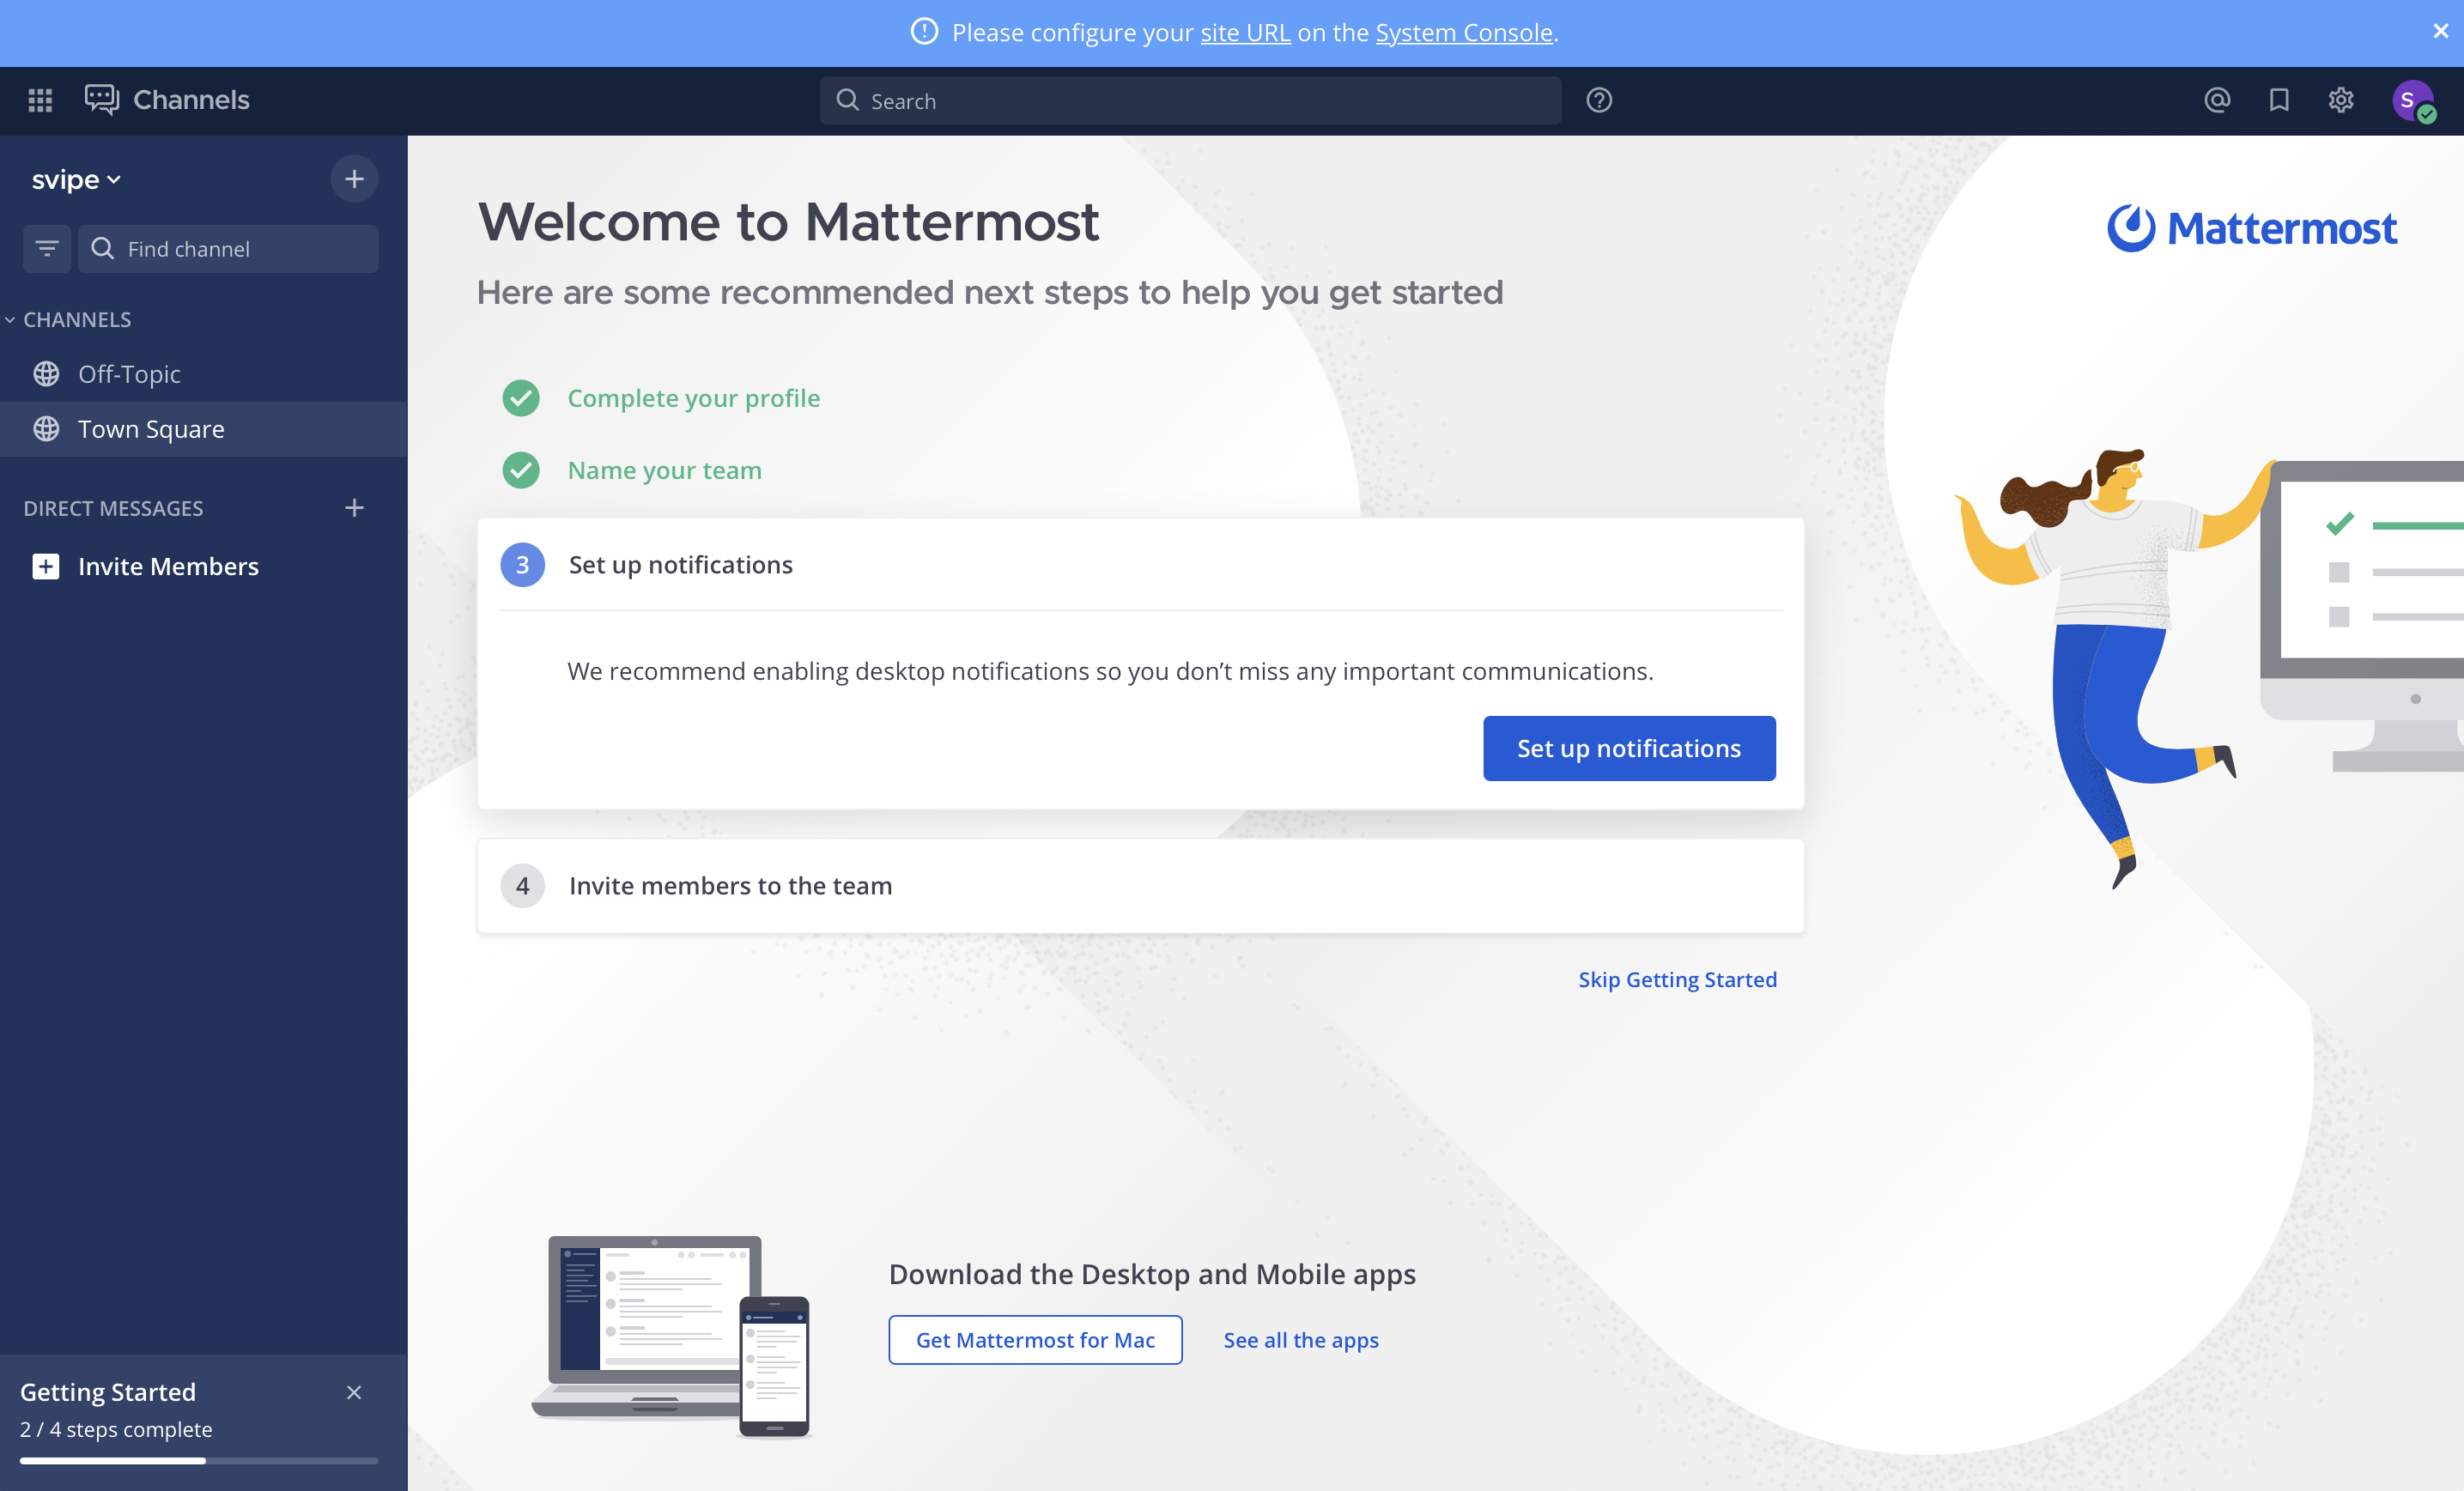 Please configure your site URL on the System Console.
Channels
Search
S
svipe
Find channel
CHANNELS
Off-Topic
Town Square
DIRECT MESSAGES
Invite Members
Getting Started
2 / 4 steps complete
Welcome to Mattermost
Mattermost
Here are some recommended next steps to help you get started
Complete your profile
Name your team
3 Set up notifications
We recommend enabling desktop notifications so you don’t miss any important communications.
Set up notifications
4 Invite members to the team
Skip Getting Started
Download the Desktop and Mobile apps
Get Mattermost for Mac See all the apps